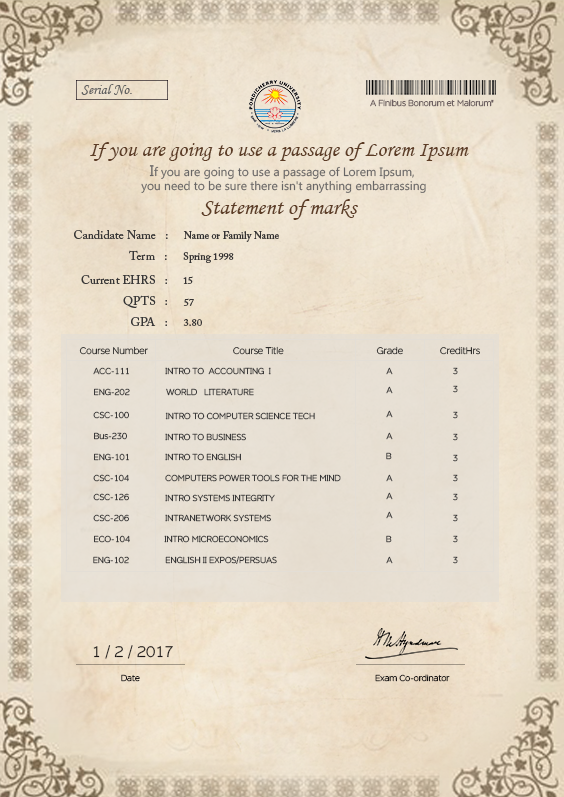 Serial No.
PONDICHERRY UNIVERSITY
A Finibus Bonorum et Malorum"
If you are going to use a passage of Lorem Ipsum
If you are going to use a passage of Lorem Ipsum,
you need to be sure there isn't anything embarrassing
Statement of marks
Candidate Name : Name or Family Name
Term : Spring 1998
Current EHRS : 15
QPTS : 57
GPA : 3.80
Course Number Course Title Grade CreditHrs
ACC-111 INTRO TO ACCOUNTING I A 3
ENG-202 WORLD LITERATURE A 3
CSC-100 INTRO TO COMPUTER SCIENCE TECH A 3
Bus-230 INTRO TO BUSINESS A 3
ENG-101 INTRO TO ENGLISH B 3
CSC-104 COMPUTERS POWER TOOLS FOR THE MIND A 3
CSC-126 INTRO SYSTEMS INTEGRITY A 3
CSC-206 INTRANETWORK SYSTEMS A 3
ECO-104 INTRO MICROECONOMICS B 3
ENG-102 ENGLISH II EXPOS/PERSUAS A 3
1 / 2 / 2017
Date Exam Co-ordinator